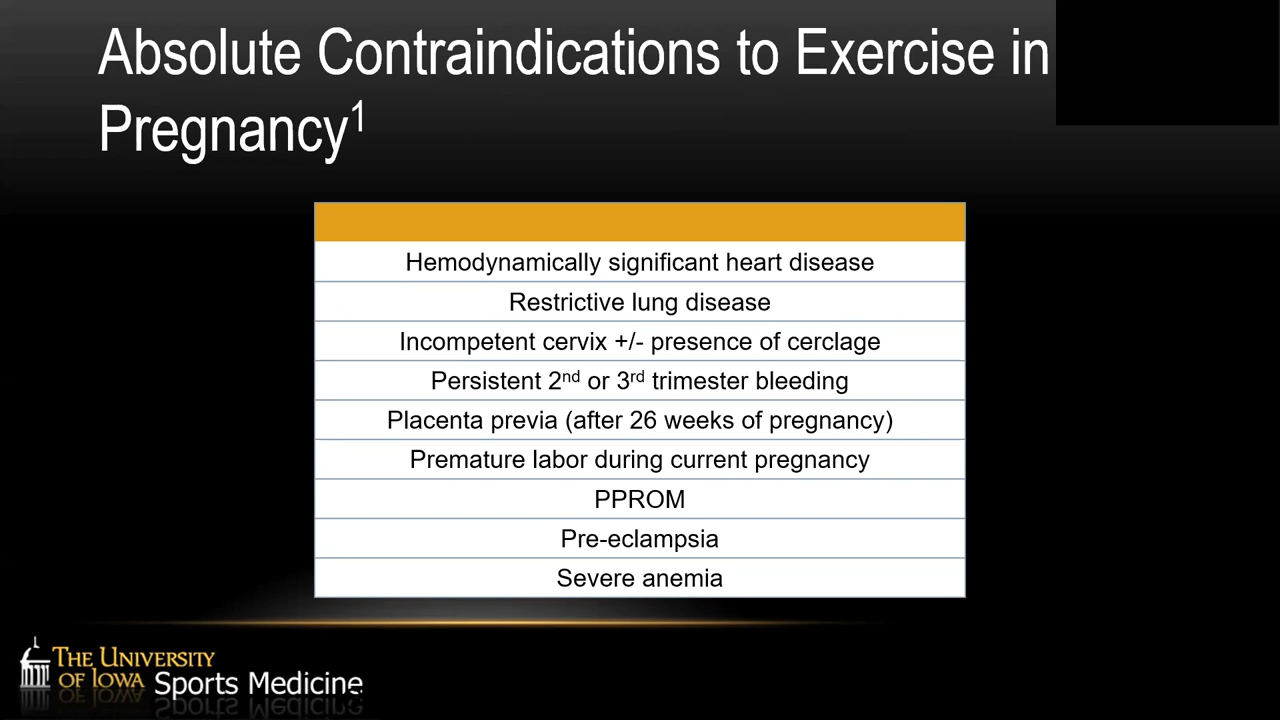 Absolute Contraindications to Exercise in
Pregnancy¹
Hemodynamically significant heart disease
Restrictive lung disease
Incompetent cervix +/- presence of cerclage
Persistent 2ⁿᵈ or 3ʳᵈ trimester bleeding
Placenta previa (after 26 weeks of pregnancy)
Premature labor during current pregnancy
PPROM
Pre-eclampsia
Severe anemia
THE UNIVERSITY
OF IOWA Sports Medicine